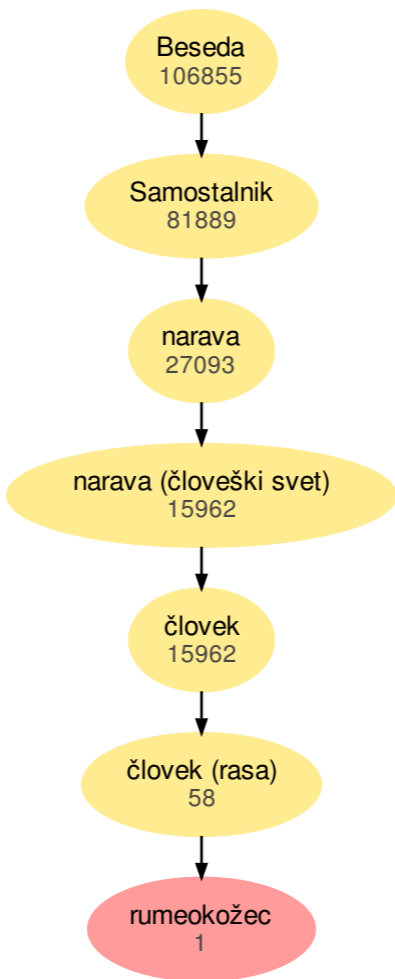 Beseda
106855
Samostalnik
81889
narava
27093
narava (človeški svet)
15962
človek
15962
človek (rasa)
58
rumeokožec
1